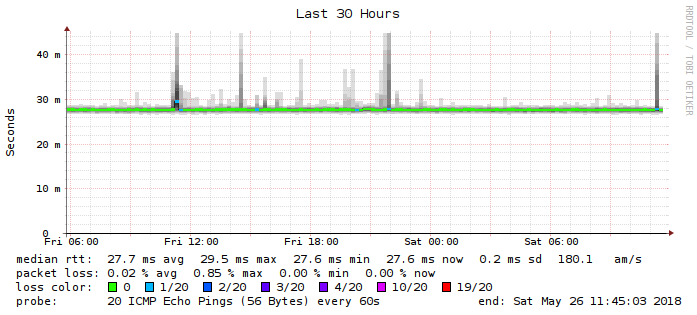 Last 30 Hours
RRDTOOL / TOBI OETIKER
Seconds
40 m
30 m
20 m
10 m
0
Fri 06:00 Fri 12:00 Fri 18:00 Sat 00:00 Sat 06:00
median rtt: 27.7 ms avg 29.5 ms max 27.6 ms min 27.6 ms now 0.2 ms sd 180.1 am/s
packet loss: 0.02 % avg 0.85 % max 0.00 % min 0.00 % now
loss color: 0 1/20 2/20 3/20 4/20 10/20 19/20
probe: 20 ICMP Echo Pings (56 Bytes) every 60s end: Sat May 26 11:45:03 2018